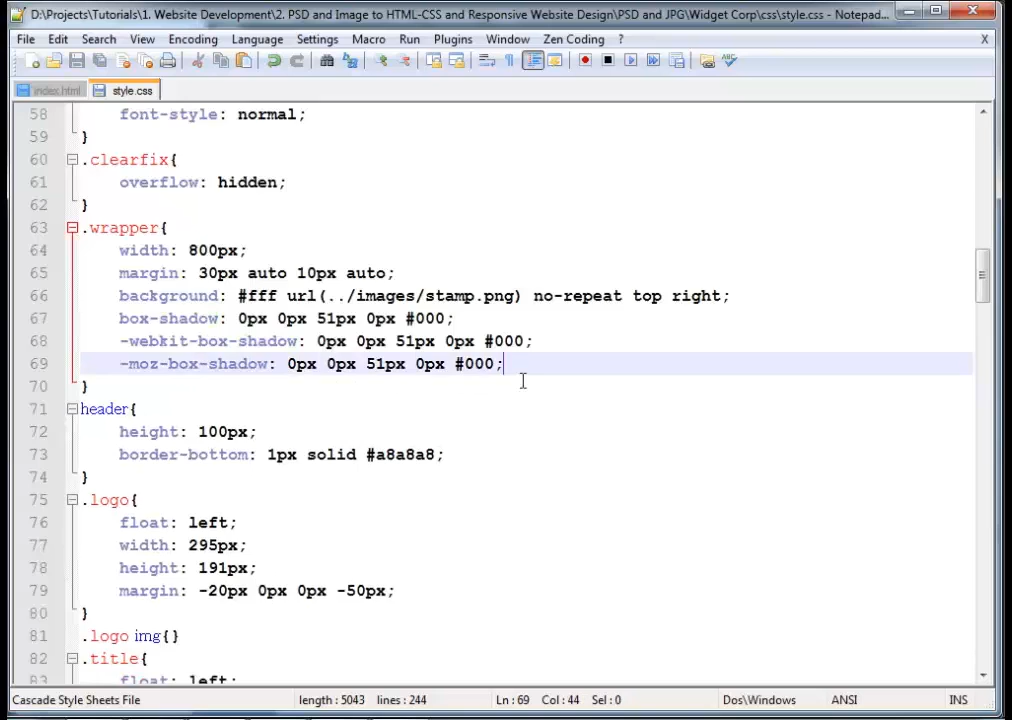 D:\Projects\Tutorials\1. Website Development\2. PSD and Image to HTML-CSS and Responsive Website Design\PSD and JPG\Widget Corp\css\style.css - Notepad...
File Edit Search View Encoding Language Settings Macro Run Plugins Window Zen Coding ? X
index.html style.css
58 font-style: normal;
59 }
60 .clearfix{
61 overflow: hidden;
62 }
63 .wrapper{
64 width: 800px;
65 margin: 30px auto 10px auto;
66 background: #fff url(../images/stamp.png) no-repeat top right;
67 box-shadow: 0px 0px 51px 0px #000;
68 -webkit-box-shadow: 0px 0px 51px 0px #000;
69 -moz-box-shadow: 0px 0px 51px 0px #000;
70 }
71 header{
72 height: 100px;
73 border-bottom: 1px solid #a8a8a8;
74 }
75 .logo{
76 float: left;
77 width: 295px;
78 height: 191px;
79 margin: -20px 0px 0px -50px;
80 }
81 .logo img{}
82 .title{
83 float: left;
Cascade Style Sheets File length : 5043 lines : 244 Ln : 69 Col : 44 Sel : 0 Dos\Windows ANSI INS